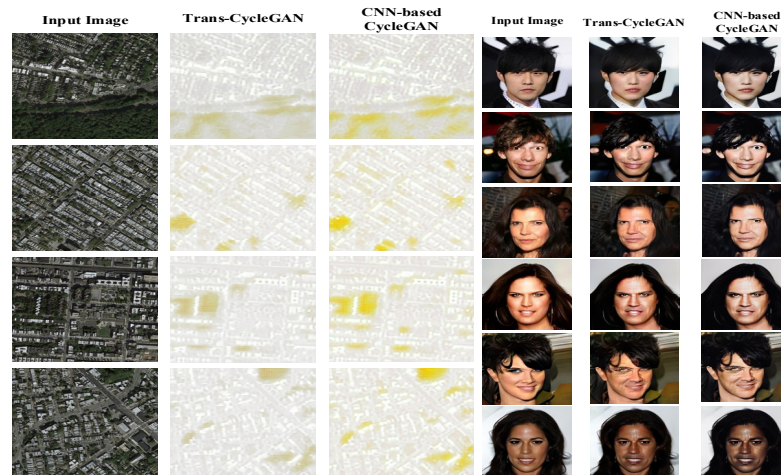 Input Image
Trans-CycleGAN
CNN-based
CycleGAN
Input Image
Trans-CycleGAN
CNN-based
CycleGAN